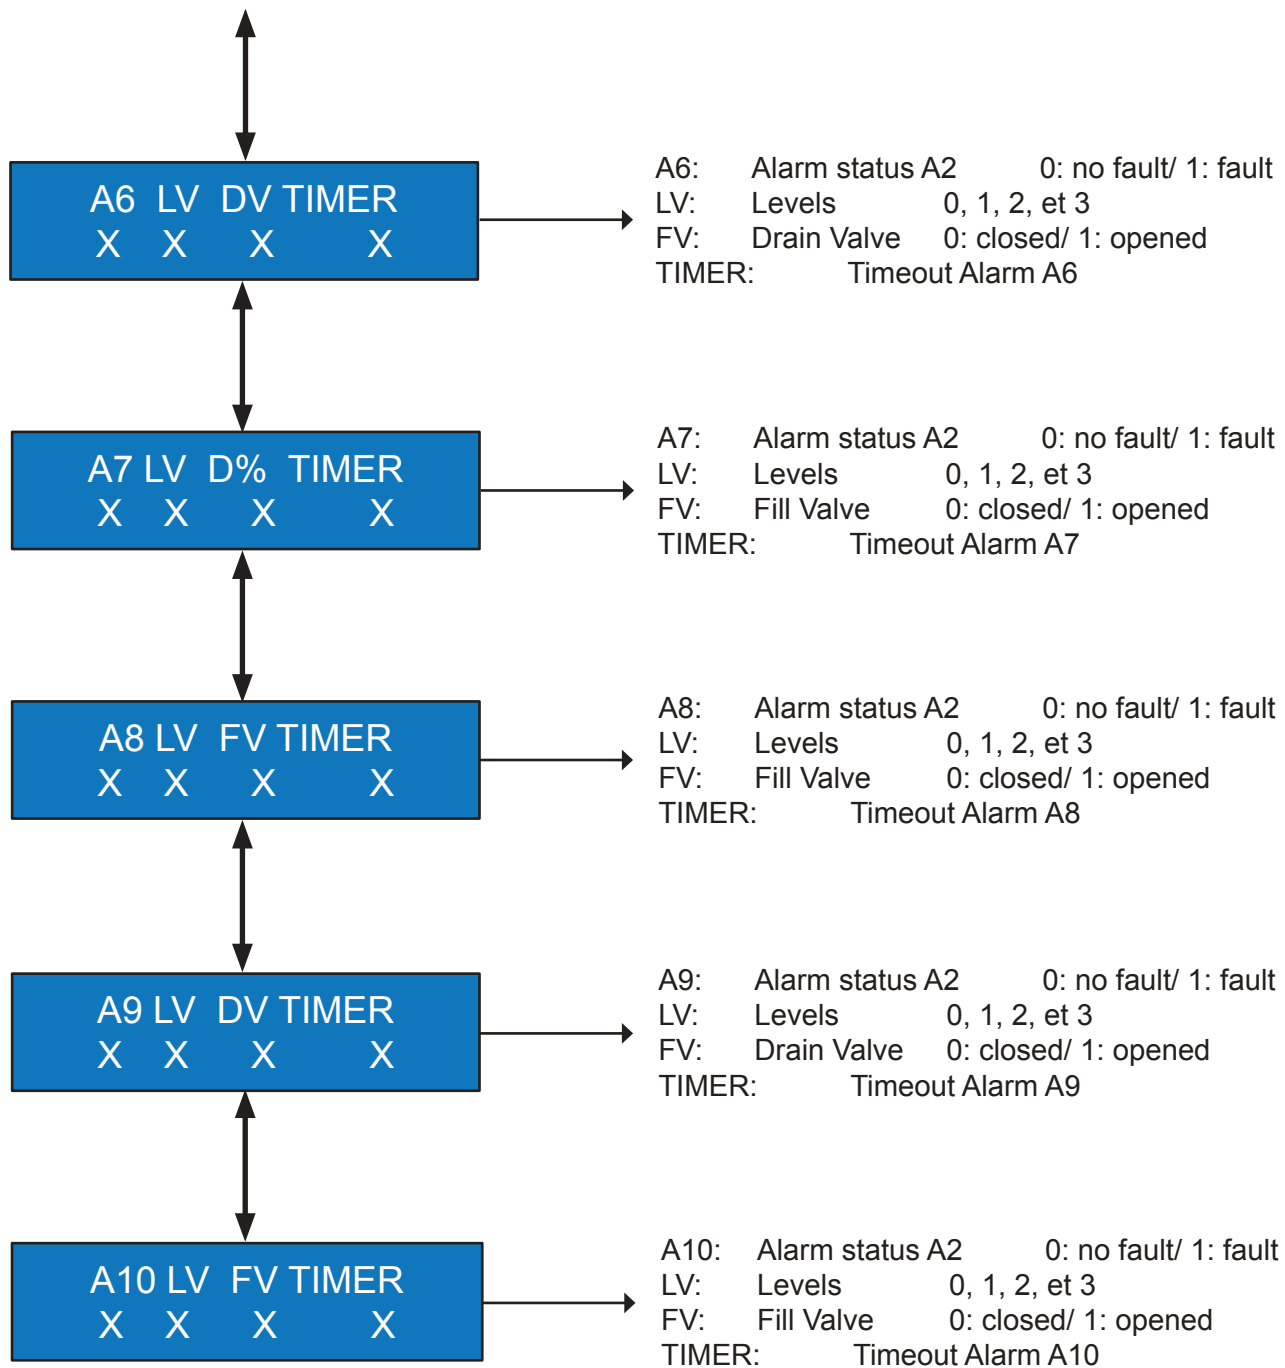 A6 LV DV TIMER
X X X X
A6: Alarm status A2 0: no fault/ 1: fault
LV: Levels 0, 1, 2, et 3
FV: Drain Valve 0: closed/ 1: opened
TIMER: Timeout Alarm A6
A7 LV D% TIMER
X X X X
A7: Alarm status A2 0: no fault/ 1: fault
LV: Levels 0, 1, 2, et 3
FV: Fill Valve 0: closed/ 1: opened
TIMER: Timeout Alarm A7
A8 LV FV TIMER
X X X X
A8: Alarm status A2 0: no fault/ 1: fault
LV: Levels 0, 1, 2, et 3
FV: Fill Valve 0: closed/ 1: opened
TIMER: Timeout Alarm A8
A9 LV DV TIMER
X X X X
A9: Alarm status A2 0: no fault/ 1: fault
LV: Levels 0, 1, 2, et 3
FV: Drain Valve 0: closed/ 1: opened
TIMER: Timeout Alarm A9
A10 LV FV TIMER
X X X X
A10: Alarm status A2 0: no fault/ 1: fault
LV: Levels 0, 1, 2, et 3
FV: Fill Valve 0: closed/ 1: opened
TIMER: Timeout Alarm A10